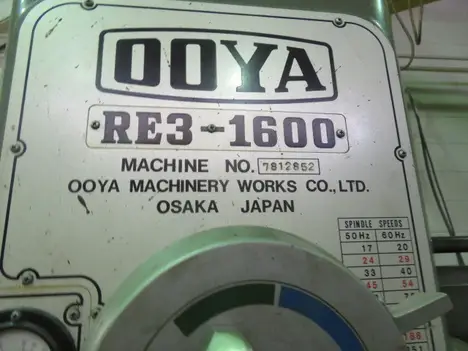 OOYA
RE3-1600
MACHINE NO. 7812852
OOYA MACHINERY WORKS CO., LTD.
OSAKA JAPAN
SPINDLE SPEEDS
50Hz 60Hz
17 20
24 29
33 40
45 54